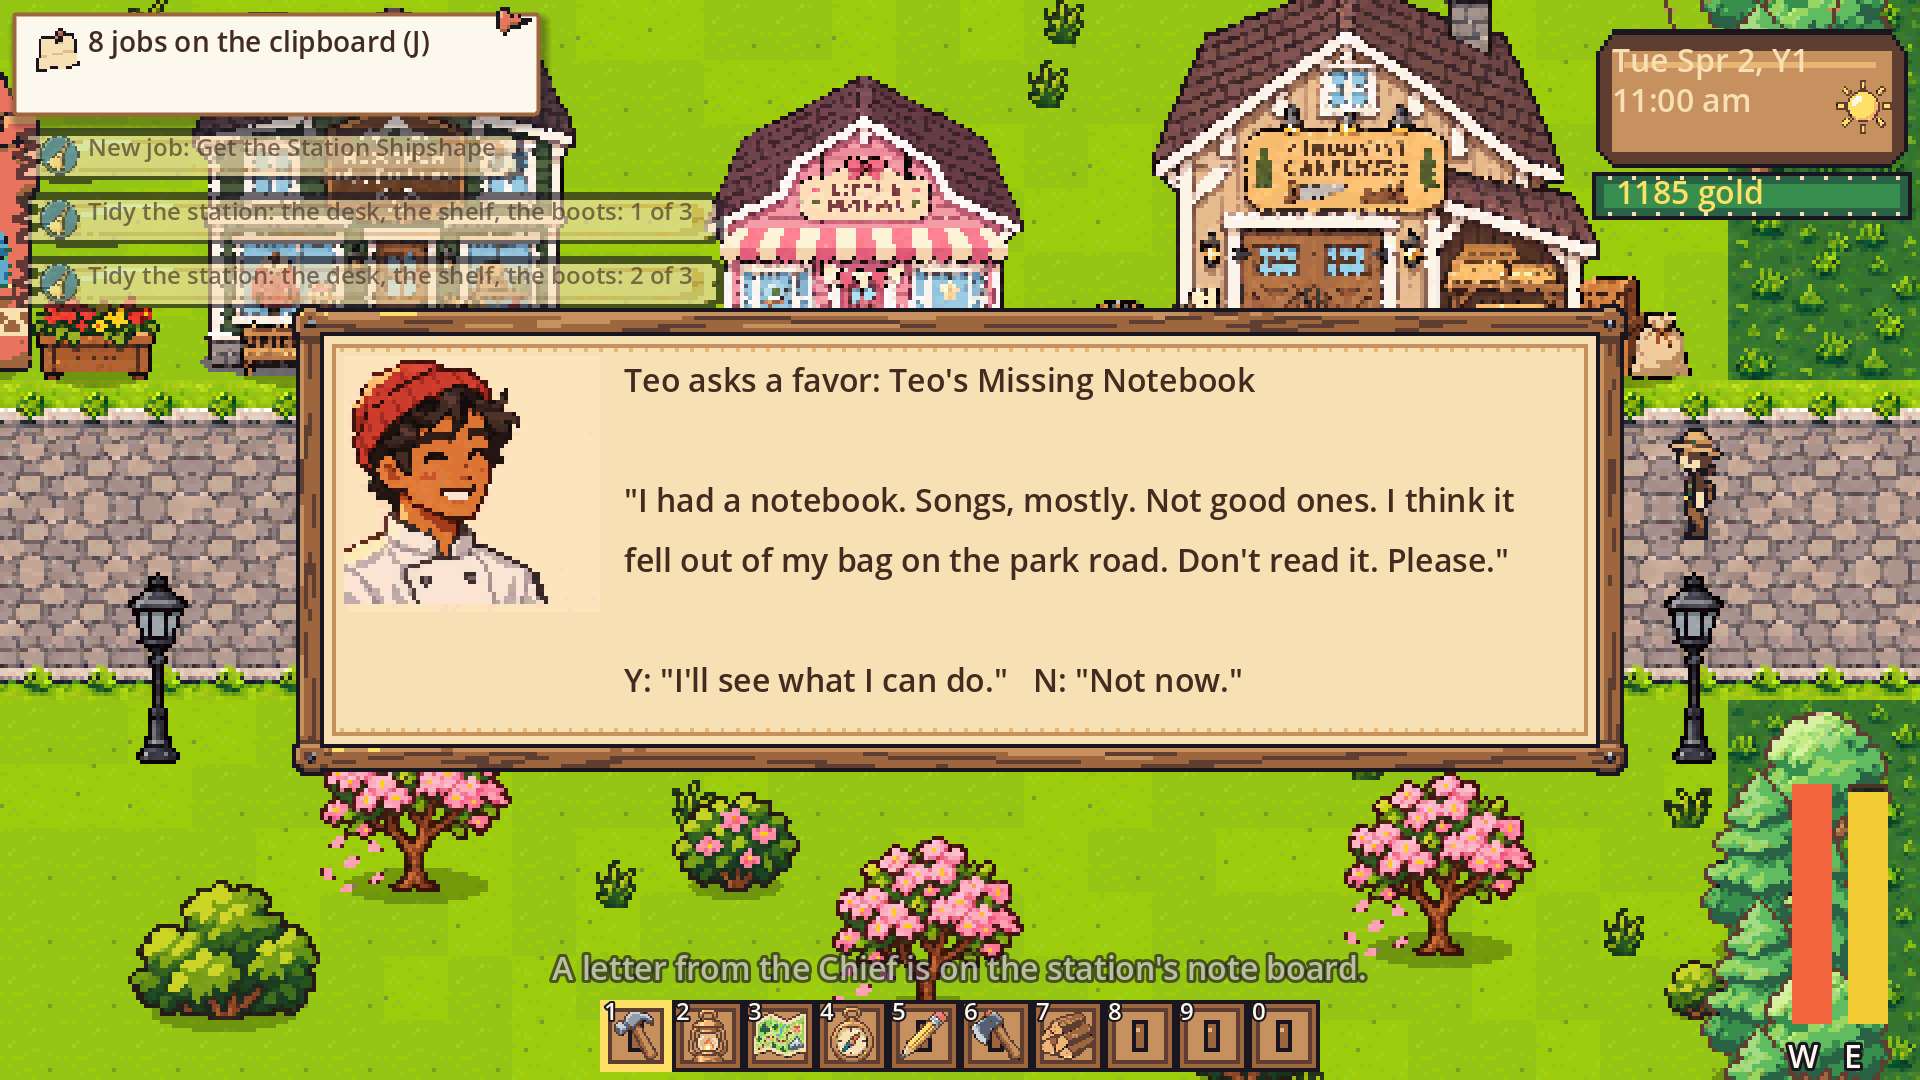 8 jobs on the clipboard (J)
Tue Spr 2, Y1
11:00 am
1185 gold
New job: Get the Station Shipshape
Tidy the station: the desk, the shelf, the boots: 1 of 3
Tidy the station: the desk, the shelf, the boots: 2 of 3
Teo asks a favor: Teo's Missing Notebook
"I had a notebook. Songs, mostly. Not good ones. I think it
fell out of my bag on the park road. Don't read it. Please."
Y: "I'll see what I can do."   N: "Not now."
A letter from the Chief is on the station's note board.
1 2 3 4 5 6 7 8 9 0
W E